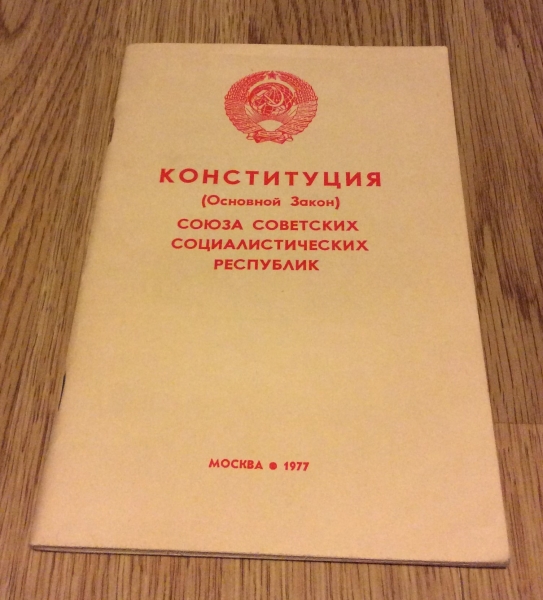 КОНСТИТУЦИЯ
(Основной Закон)
СОЮЗА СОВЕТСКИХ
СОЦИАЛИСТИЧЕСКИХ
РЕСПУБЛИК
МОСКВА • 1977